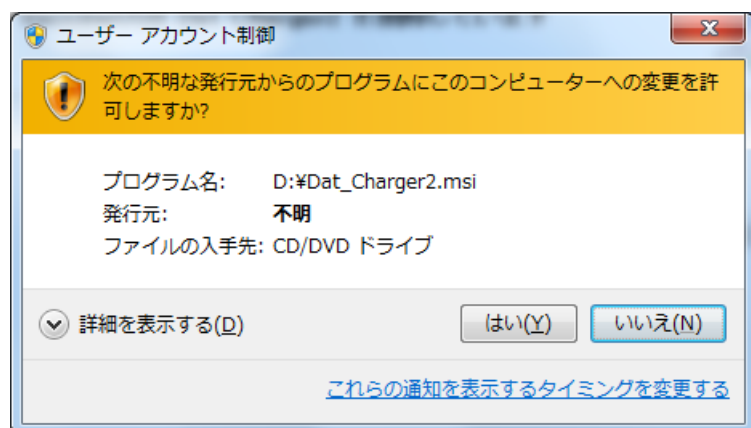 ユーザー アカウント制御
次の不明な発行元からのプログラムにこのコンピューターへの変更を許
可しますか?
プログラム名: D:¥Dat_Charger2.msi
発行元: 不明
ファイルの入手先: CD/DVD ドライブ
詳細を表示する(D)
はい(Y)
いいえ(N)
これらの通知を表示するタイミングを変更する